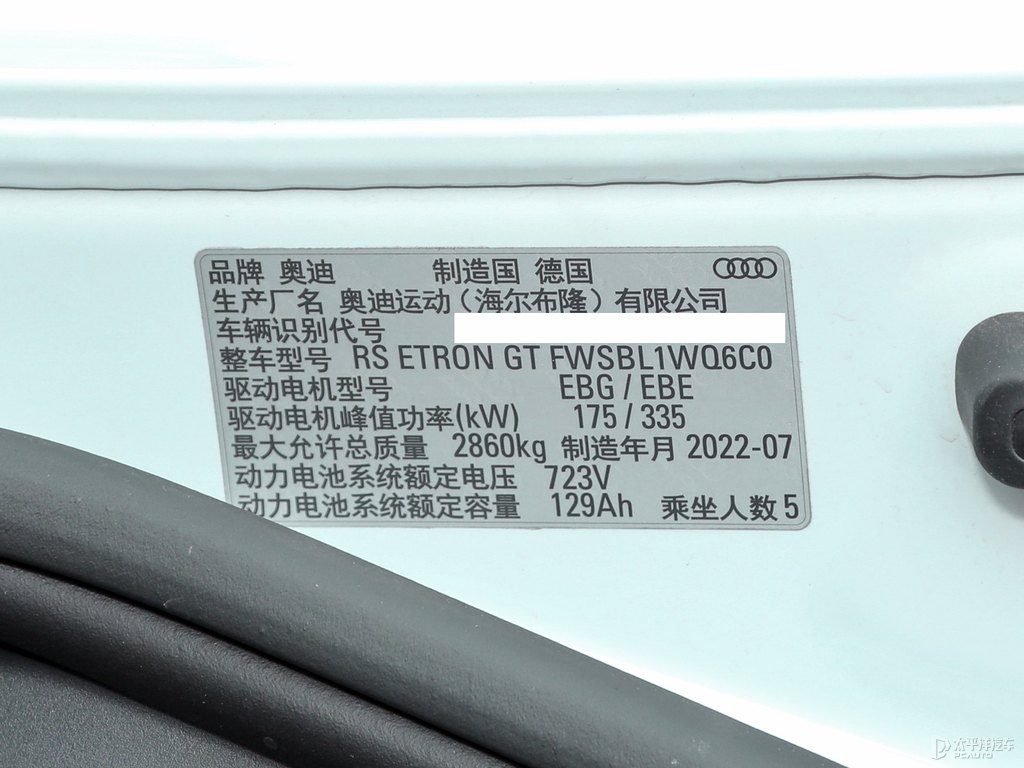 品牌 奥迪 制造国 德国
生产厂名 奥迪运动（海尔布隆）有限公司
车辆识别代号
整车型号 RS ETRON GT FWSBL1WQ6C0
驱动电机型号 EBG / EBE
驱动电机峰值功率(kW) 175 / 335
最大允许总质量 2860kg 制造年月 2022-07
动力电池系统额定电压 723V
动力电池系统额定容量 129Ah 乘坐人数 5
太平洋汽车
PCAUTO